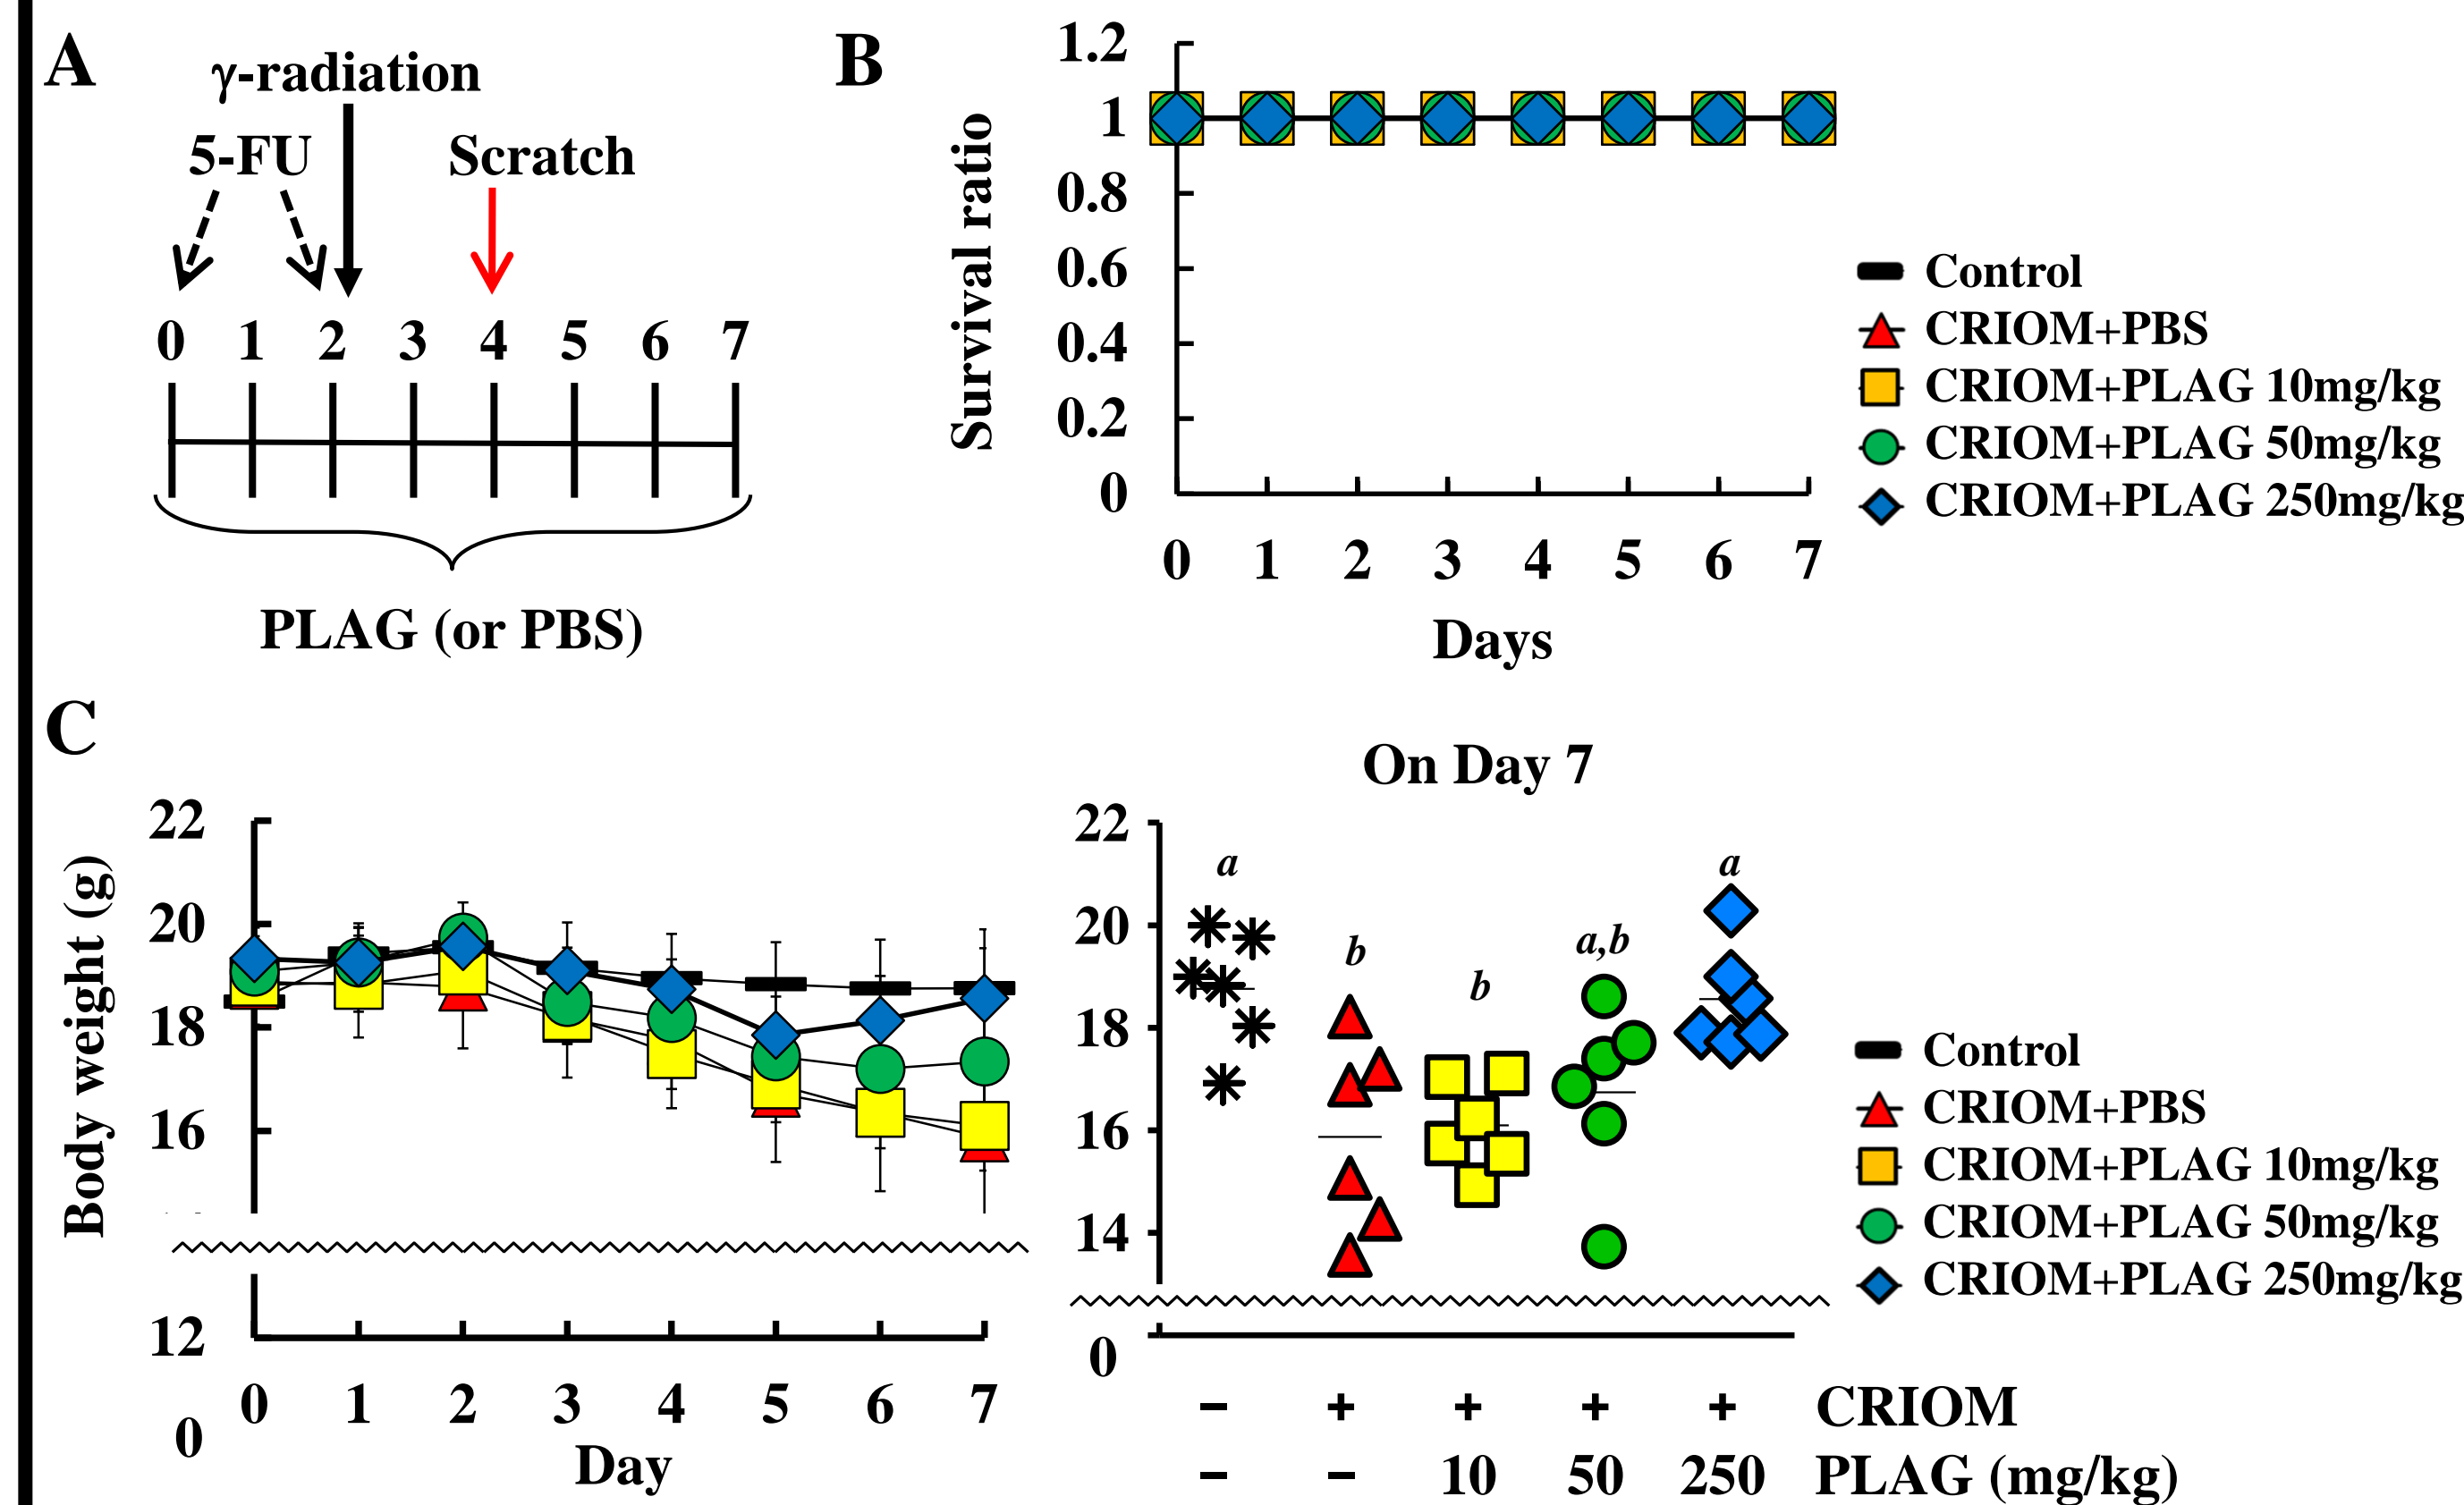 A
γ-radiation
5-FU
Scratch
0 1 2 3 4 5 6 7
PLAG (or PBS)
B
Survival ratio
1.2
1
0.8
0.6
0.4
0.2
0
0 1 2 3 4 5 6 7
Days
Control
CRIOM+PBS
CRIOM+PLAG 10mg/kg
CRIOM+PLAG 50mg/kg
CRIOM+PLAG 250mg/kg
C
Body weight (g)
22
20
18
16
12
0
0 1 2 3 4 5 6 7
Day
On Day 7
22
20
18
16
14
0
a
b
b
a,b
a
– + + + + CRIOM
– – 10 50 250 PLAG (mg/kg)
Control
CRIOM+PBS
CRIOM+PLAG 10mg/kg
CRIOM+PLAG 50mg/kg
CRIOM+PLAG 250mg/kg